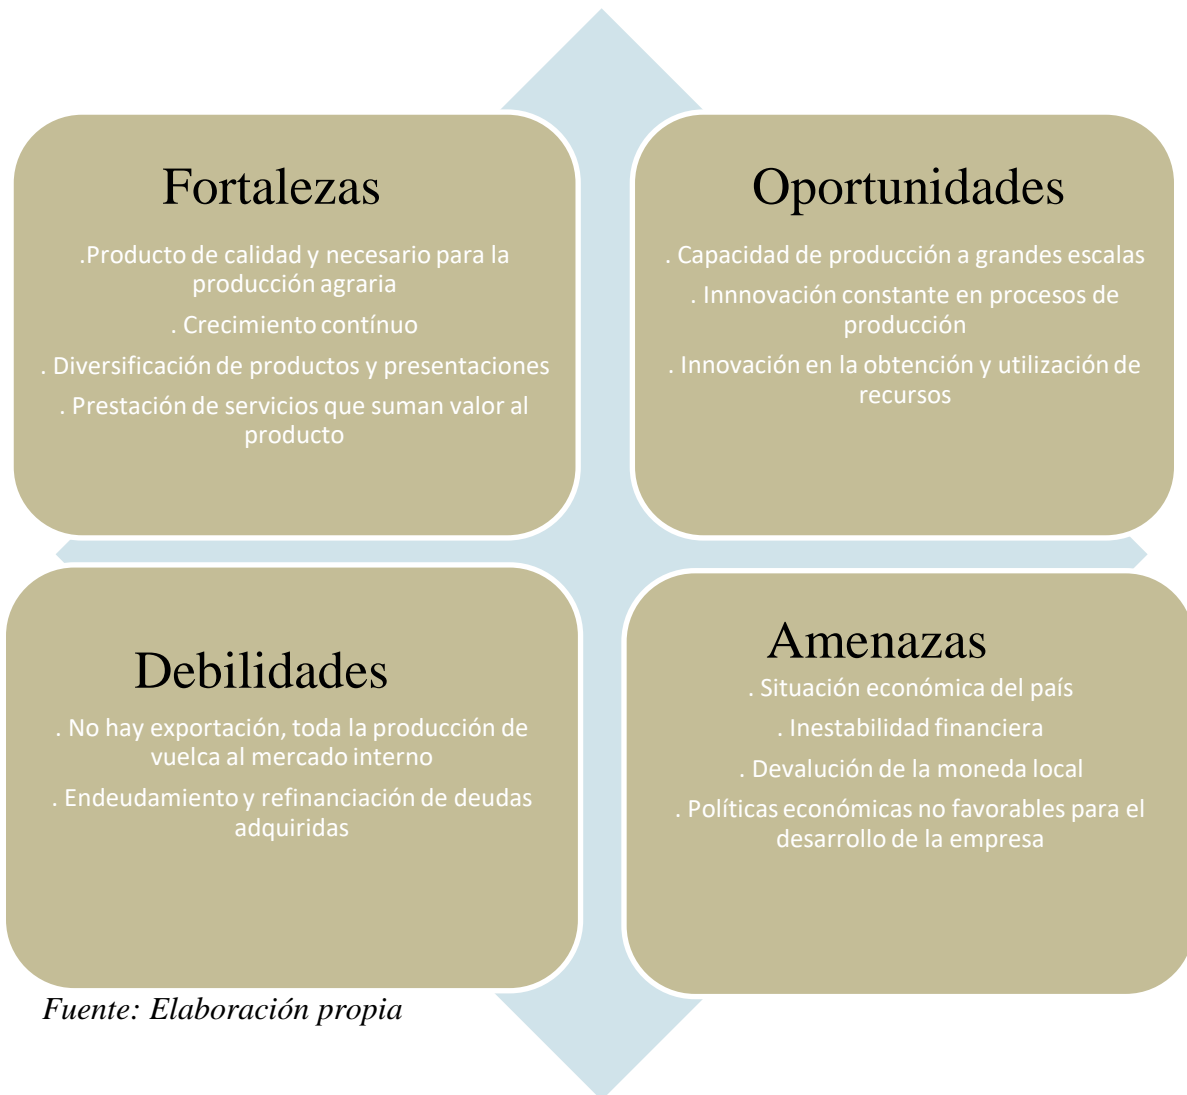 Fortalezas
.Producto de calidad y necesario para la
producción agraria
. Crecimiento contínuo
. Diversificación de productos y presentaciones
. Prestación de servicios que suman valor al
producto
Oportunidades
. Capacidad de producción a grandes escalas
. Innnovación constante en procesos de
producción
. Innovación en la obtención y utilización de
recursos
Debilidades
. No hay exportación, toda la producción de
vuelca al mercado interno
. Endeudamiento y refinanciación de deudas
adquiridas
Amenazas
. Situación económica del país
. Inestabilidad financiera
. Devalución de la moneda local
. Políticas económicas no favorables para el
desarrollo de la empresa
Fuente: Elaboración propia